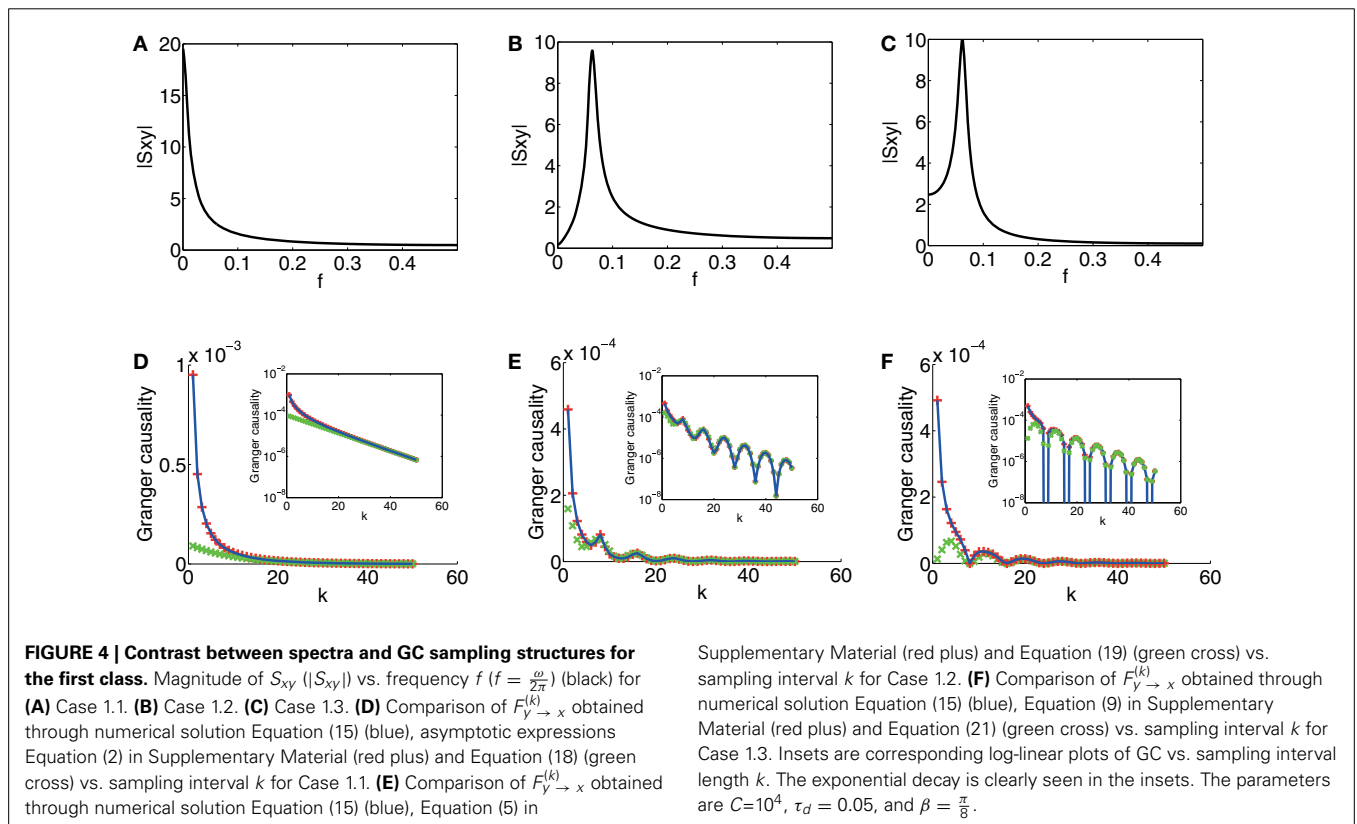 A
20
15
10
5
0
|Sxy|
0 0.1 0.2 0.3 0.4
f
B
10
8
6
4
2
0
|Sxy|
0 0.1 0.2 0.3 0.4
f
C
10
8
6
4
2
0
|Sxy|
0 0.1 0.2 0.3 0.4
f
D
x 10⁻³
1
0.5
0
Granger causality
0 20 40 60
k
10⁻²
10⁻⁴
10⁻⁶
10⁻⁸
Granger causality
0 20 40 60
k
E
x 10⁻⁴
6
4
2
0
Granger causality
0 20 40 60
k
10⁻²
10⁻⁴
10⁻⁶
10⁻⁸
Granger causality
0 20 40 60
k
F
x 10⁻⁴
6
4
2
0
Granger causality
0 20 40 60
k
10⁻²
10⁻⁴
10⁻⁶
10⁻⁸
Granger causality
0 20 40 60
k
FIGURE 4 | Contrast between spectra and GC sampling structures for
the first class. Magnitude of Sxy (|Sxy|) vs. frequency f (f = ω/2π) (black) for
(A) Case 1.1. (B) Case 1.2. (C) Case 1.3. (D) Comparison of F(k) y → x obtained
through numerical solution Equation (15) (blue), asymptotic expressions
Equation (2) in Supplementary Material (red plus) and Equation (18) (green
cross) vs. sampling interval k for Case 1.1. (E) Comparison of F(k) y → x obtained
through numerical solution Equation (15) (blue), Equation (5) in
Supplementary Material (red plus) and Equation (19) (green cross) vs.
sampling interval k for Case 1.2. (F) Comparison of F(k) y → x obtained through
numerical solution Equation (15) (blue), Equation (9) in Supplementary
Material (red plus) and Equation (21) (green cross) vs. sampling interval k for
Case 1.3. Insets are corresponding log-linear plots of GC vs. sampling interval
length k. The exponential decay is clearly seen in the insets. The parameters
are C=10⁴, τd = 0.05, and β = π/8.